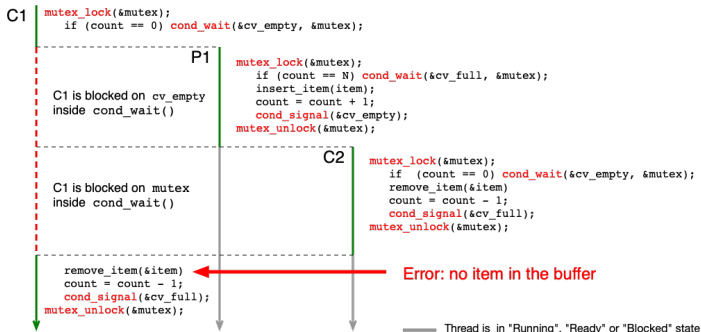 C1
mutex_lock(&mutex);
if (count == 0) cond_wait(&cv_empty, &mutex);
P1
mutex_lock(&mutex);
if (count == N) cond_wait(&cv_full, &mutex);
insert_item(item);
count = count + 1;
cond_signal(&cv_empty);
mutex_unlock(&mutex);
C1 is blocked on cv_empty
inside cond_wait()
C2
mutex_lock(&mutex);
if (count == 0) cond_wait(&cv_empty, &mutex);
remove_item(&item)
count = count - 1;
cond_signal(&cv_full);
mutex_unlock(&mutex);
C1 is blocked on mutex
inside cond_wait()
remove_item(&item)
count = count - 1;
cond_signal(&cv_full);
mutex_unlock(&mutex);
Error: no item in the buffer
Thread is in "Running", "Ready" or "Blocked" state